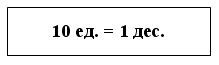 10 ед. = 1 дес.